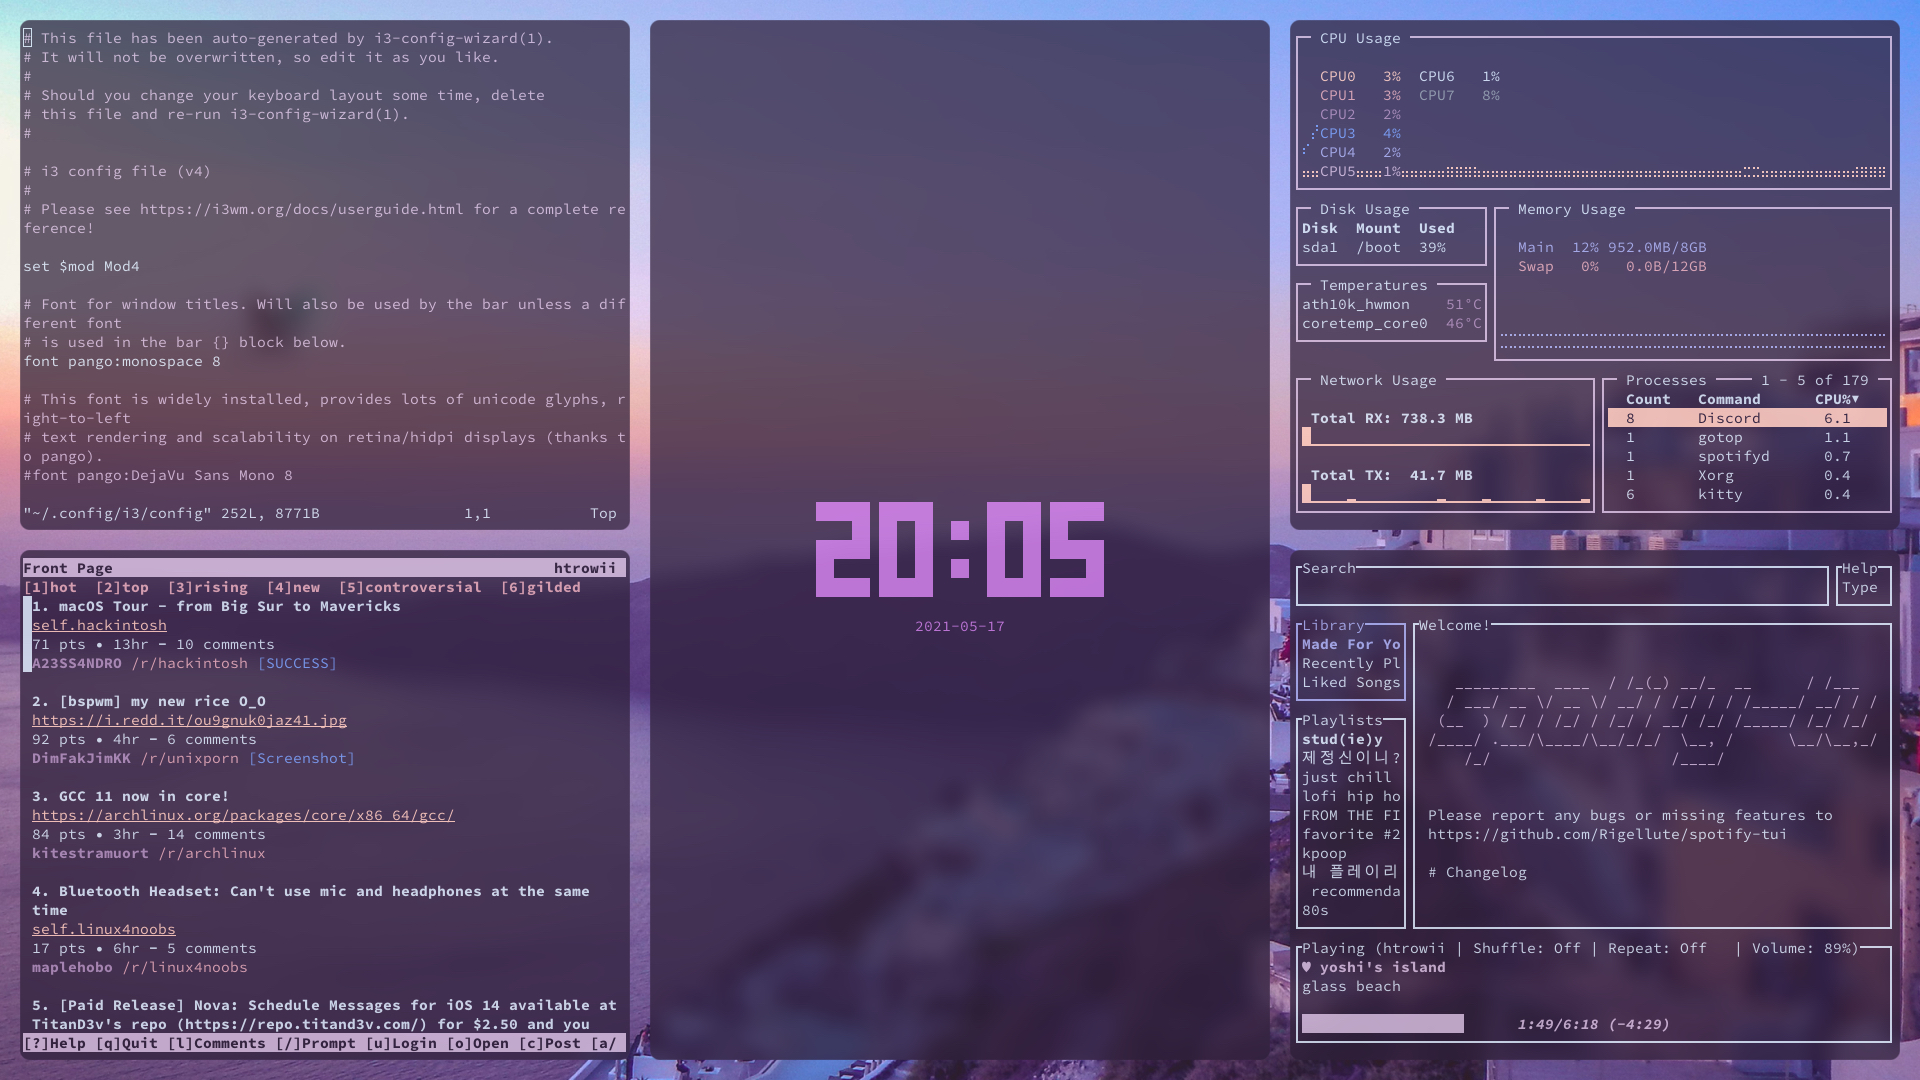 # This file has been auto-generated by i3-config-wizard(1).
# It will not be overwritten, so edit it as you like.
#
# Should you change your keyboard layout some time, delete
# this file and re-run i3-config-wizard(1).
#
# i3 config file (v4)
#
# Please see https://i3wm.org/docs/userguide.html for a complete re
ference!
set $mod Mod4
# Font for window titles. Will also be used by the bar unless a dif
ferent font
# is used in the bar {} block below.
font pango:monospace 8
# This font is widely installed, provides lots of unicode glyphs, r
ight-to-left
# text rendering and scalability on retina/hidpi displays (thanks t
o pango).
#font pango:DejaVu Sans Mono 8
"~/.config/i3/config" 252L, 8771B 1,1 Top
Front Page htrowii
[1]hot [2]top [3]rising [4]new [5]controversial [6]gilded
1. macOS Tour - from Big Sur to Mavericks
self.hackintosh
71 pts • 13hr - 10 comments
A23SS4NDRO /r/hackintosh [SUCCESS]
2. [bspwm] my new rice O_O
https://i.redd.it/ou9gnuk0jaz41.jpg
92 pts • 4hr - 6 comments
DimFakJimKK /r/unixporn [Screenshot]
3. GCC 11 now in core!
https://archlinux.org/packages/core/x86_64/gcc/
84 pts • 3hr - 14 comments
kitestramuort /r/archlinux
4. Bluetooth Headset: Can't use mic and headphones at the same
time
self.linux4noobs
17 pts • 6hr - 5 comments
maplehobo /r/linux4noobs
5. [Paid Release] Nova: Schedule Messages for iOS 14 available at
TitanD3v's repo (https://repo.titand3v.com/) for $2.50 and you
[?]Help [q]Quit [l]Comments [/]Prompt [u]Login [o]Open [c]Post [a/
20:05
2021-05-17
CPU Usage
CPU0 3% CPU6 1%
CPU1 3% CPU7 8%
CPU2 2%
CPU3 4%
CPU4 2%
CPU5 1%
Disk Usage
Disk Mount Used
sda1 /boot 39%
Memory Usage
Main 12% 952.0MB/8GB
Swap 0% 0.0B/12GB
Temperatures
ath10k_hwmon 51°C
coretemp_core0 46°C
Network Usage
Total RX: 738.3 MB
Total TX: 41.7 MB
Processes 1 - 5 of 179
Count Command CPU%▼
8 Discord 6.1
1 gotop 1.1
1 spotifyd 0.7
1 Xorg 0.4
6 kitty 0.4
Search
Help
Type
Library
Made For Yo
Recently Pl
Liked Songs
Playlists
stud(ie)y
제정신이니?
just chill
lofi hip ho
FROM THE FI
favorite #2
kpoop
내 플레이리
recommenda
80s
Welcome!
spotify-tui
Please report any bugs or missing features to
https://github.com/Rigellute/spotify-tui
# Changelog
Playing (htrowii | Shuffle: Off | Repeat: Off | Volume: 89%)
♥ yoshi's island
glass beach
1:49/6:18 (-4:29)